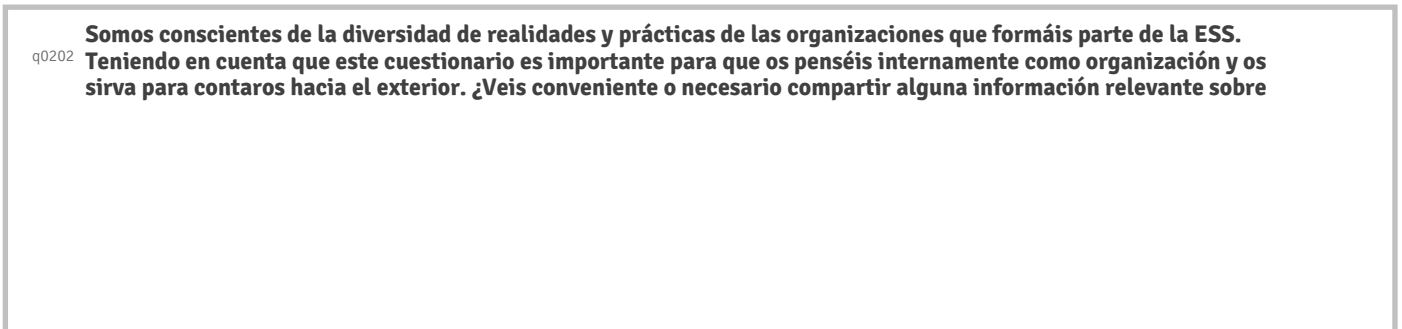 Somos conscientes de la diversidad de realidades y prácticas de las organizaciones que formáis parte de la ESS.
q0202 Teniendo en cuenta que este cuestionario es importante para que os penséis internamente como organización y os
sirva para contaros hacia el exterior. ¿Veis conveniente o necesario compartir alguna información relevante sobre